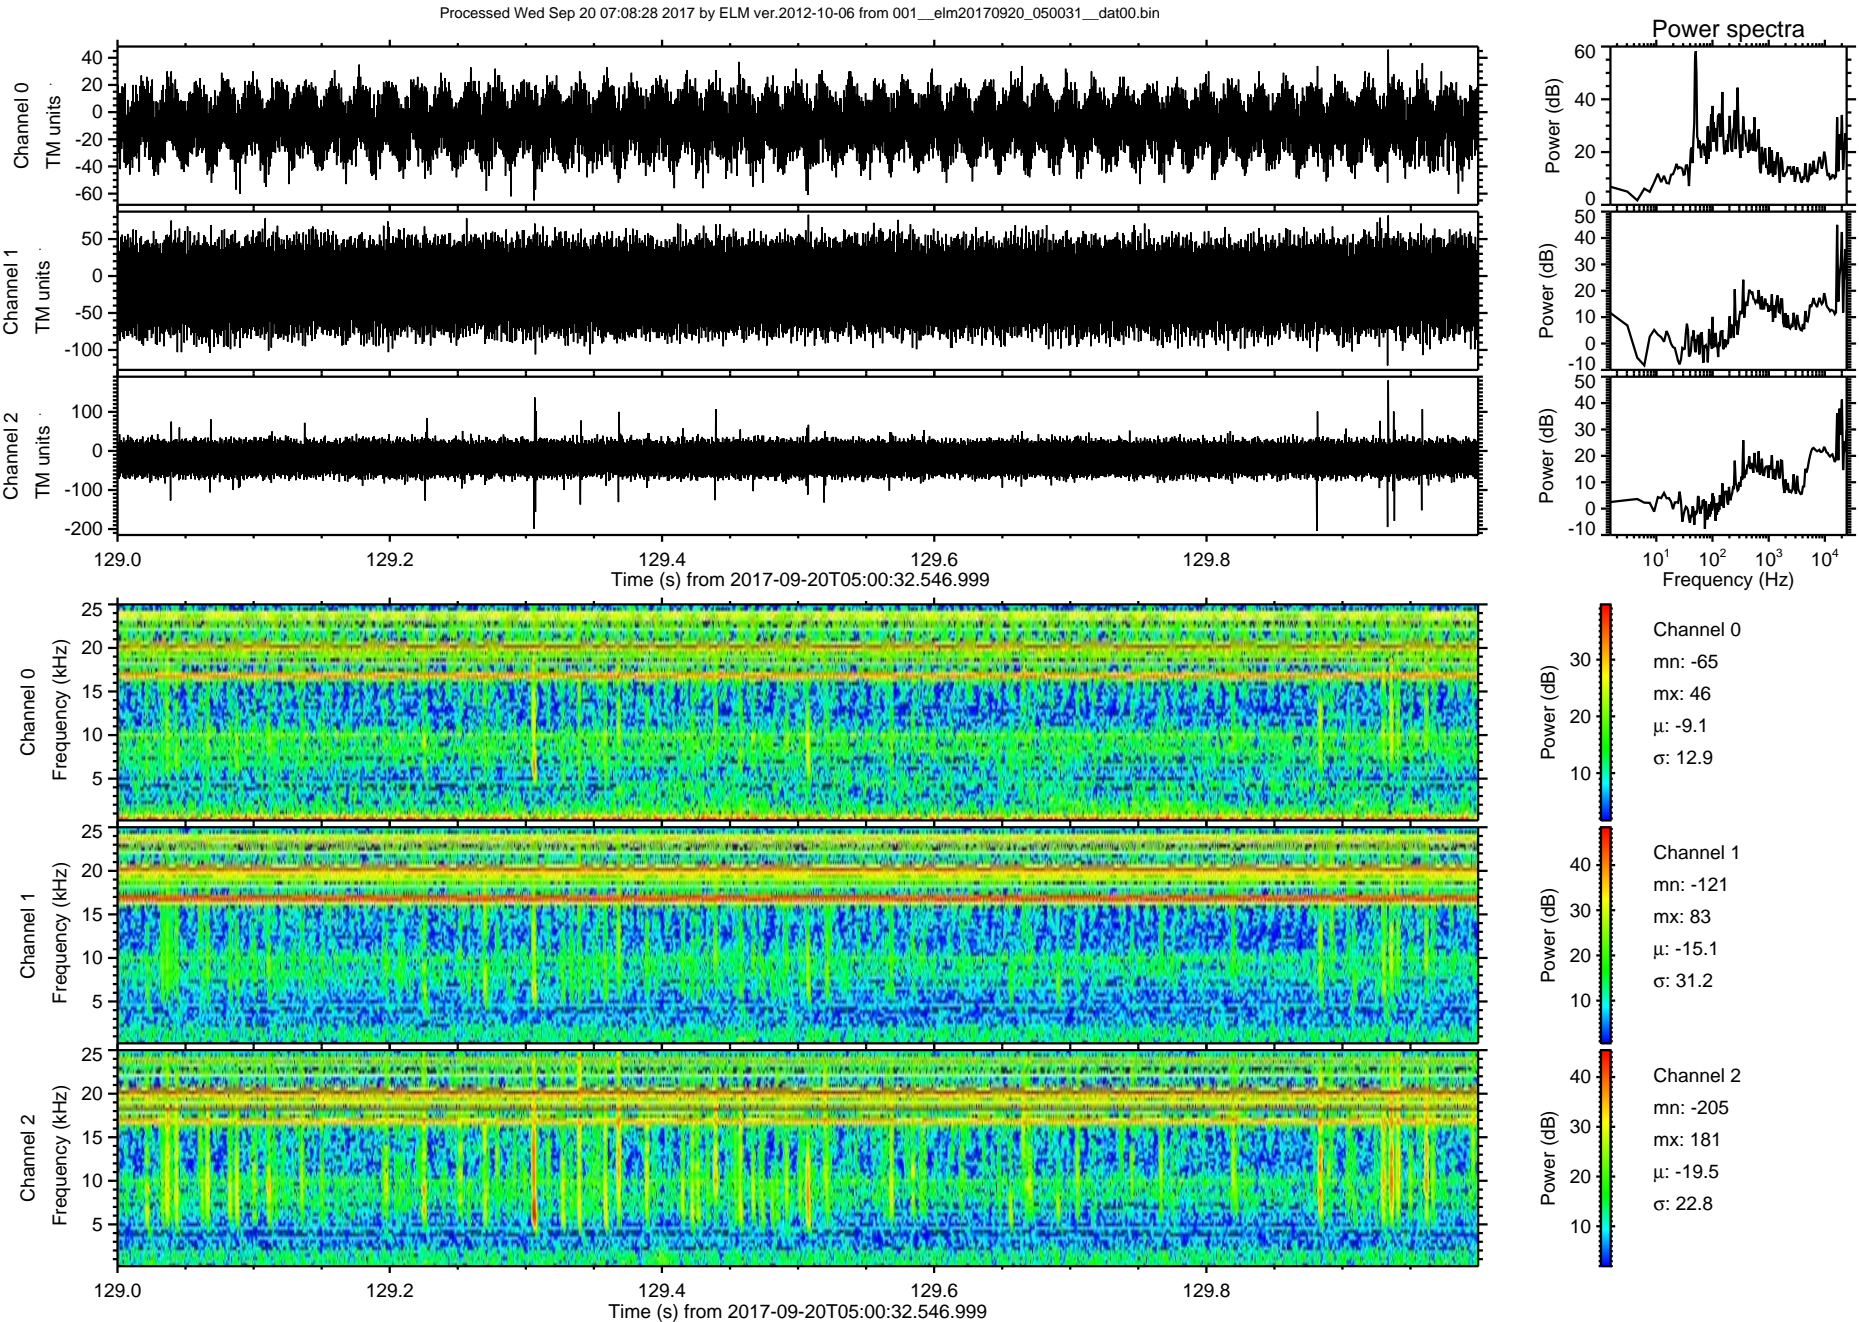 Processed Wed Sep 20 07:08:28 2017 by ELM ver.2012-10-06 from 001__elm20170920_050031__dat00.bin
Power spectra
Channel 0
TM units
40
20
0
-20
-40
-60
Power (dB)
60
40
20
0
Channel 1
TM units
50
0
-50
-100
Power (dB)
50
40
30
20
10
0
-10
Channel 2
TM units
100
0
-100
-200
Power (dB)
50
40
30
20
10
0
-10
129.0 129.2 129.4 129.6 129.8
Time (s) from 2017-09-20T05:00:32.546.999
10^1 10^2 10^3 10^4
Frequency (Hz)
Channel 0
Frequency (kHz)
25
20
15
10
5
Power (dB)
30
20
10
Channel 0
mn: -65
mx: 46
μ: -9.1
σ: 12.9
Channel 1
Frequency (kHz)
25
20
15
10
5
Power (dB)
40
30
20
10
Channel 1
mn: -121
mx: 83
μ: -15.1
σ: 31.2
Channel 2
Frequency (kHz)
25
20
15
10
5
Power (dB)
40
30
20
10
Channel 2
mn: -205
mx: 181
μ: -19.5
σ: 22.8
129.0 129.2 129.4 129.6 129.8
Time (s) from 2017-09-20T05:00:32.546.999